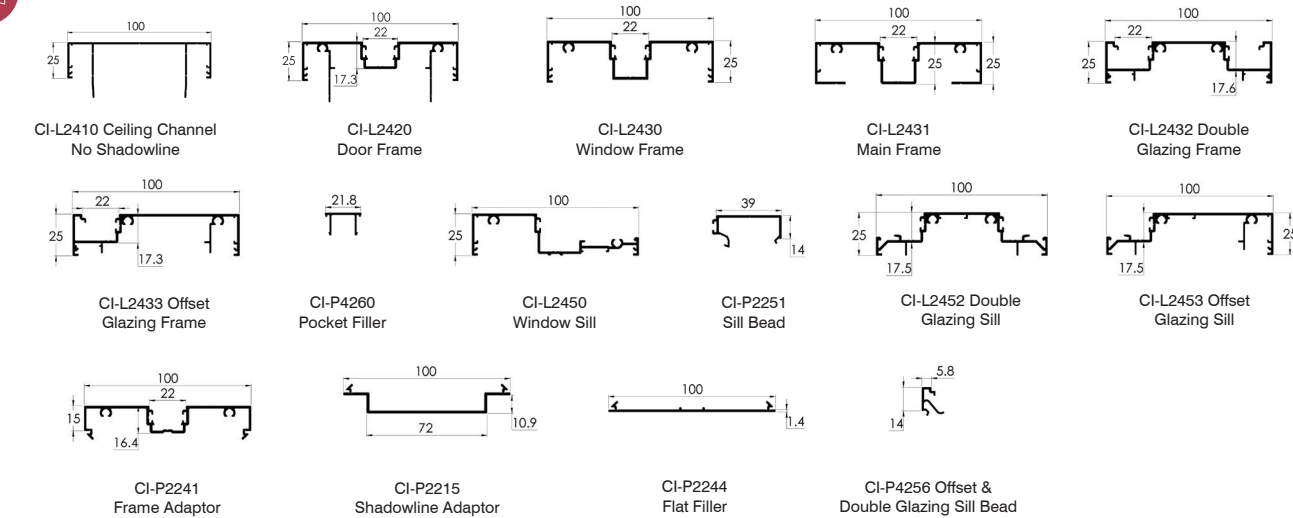 100
25
CI-L2410 Ceiling Channel
No Shadowline
100
22
25
17.3
CI-L2420
Door Frame
100
22
25
CI-L2430
Window Frame
100
22
25
25
CI-L2431
Main Frame
100
22
25
17.6
CI-L2432 Double
Glazing Frame
100
22
25
17.3
CI-L2433 Offset
Glazing Frame
21.8
CI-P4260
Pocket Filler
100
25
CI-L2450
Window Sill
39
14
CI-P2251
Sill Bead
100
25
17.5
CI-L2452 Double
Glazing Sill
100
25
17.5
CI-L2453 Offset
Glazing Sill
100
22
15
16.4
CI-P2241
Frame Adaptor
100
72
10.9
CI-P2215
Shadowline Adaptor
100
1.4
CI-P2244
Flat Filler
5.8
14
CI-P4256 Offset &
Double Glazing Sill Bead